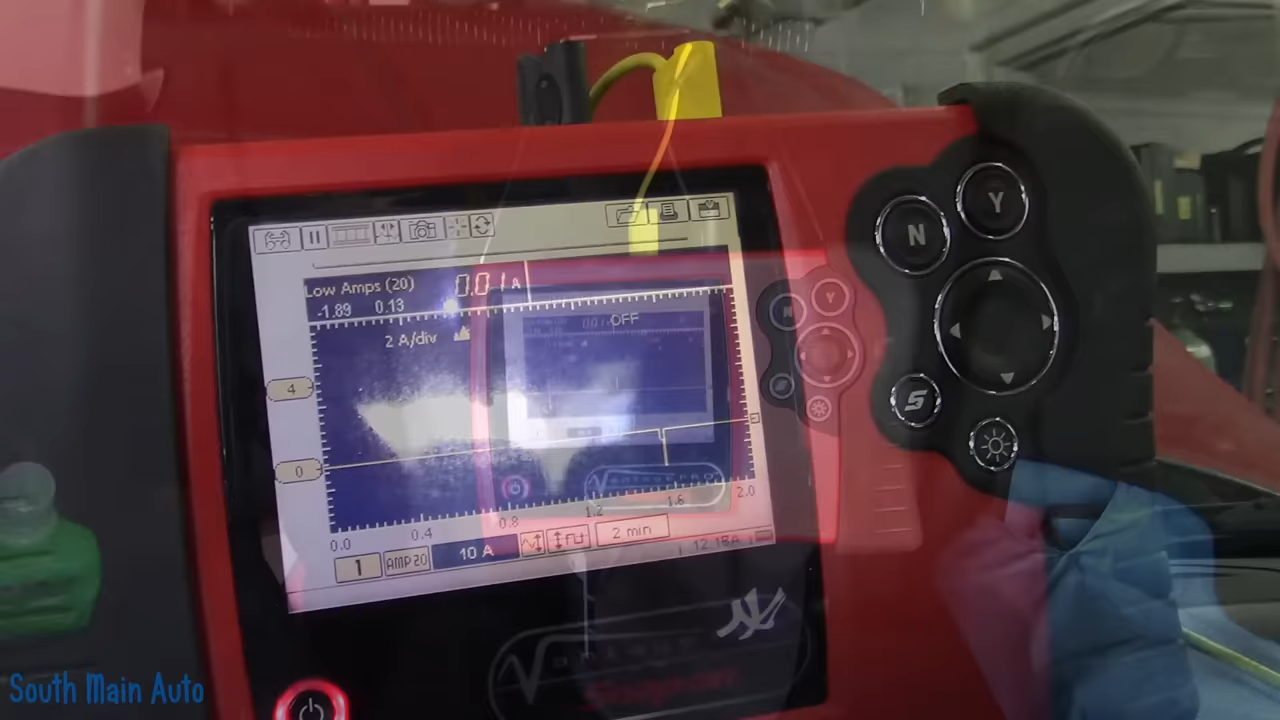 Low Amps (20) 0.01 A
-1.89 0.13
OFF
2 A/div
4
0
0.0 0.4 0.8 1.2 1.6 2.0
1 AMP20 10 A 2 min
N
Y
S
N
Y
South Main Auto